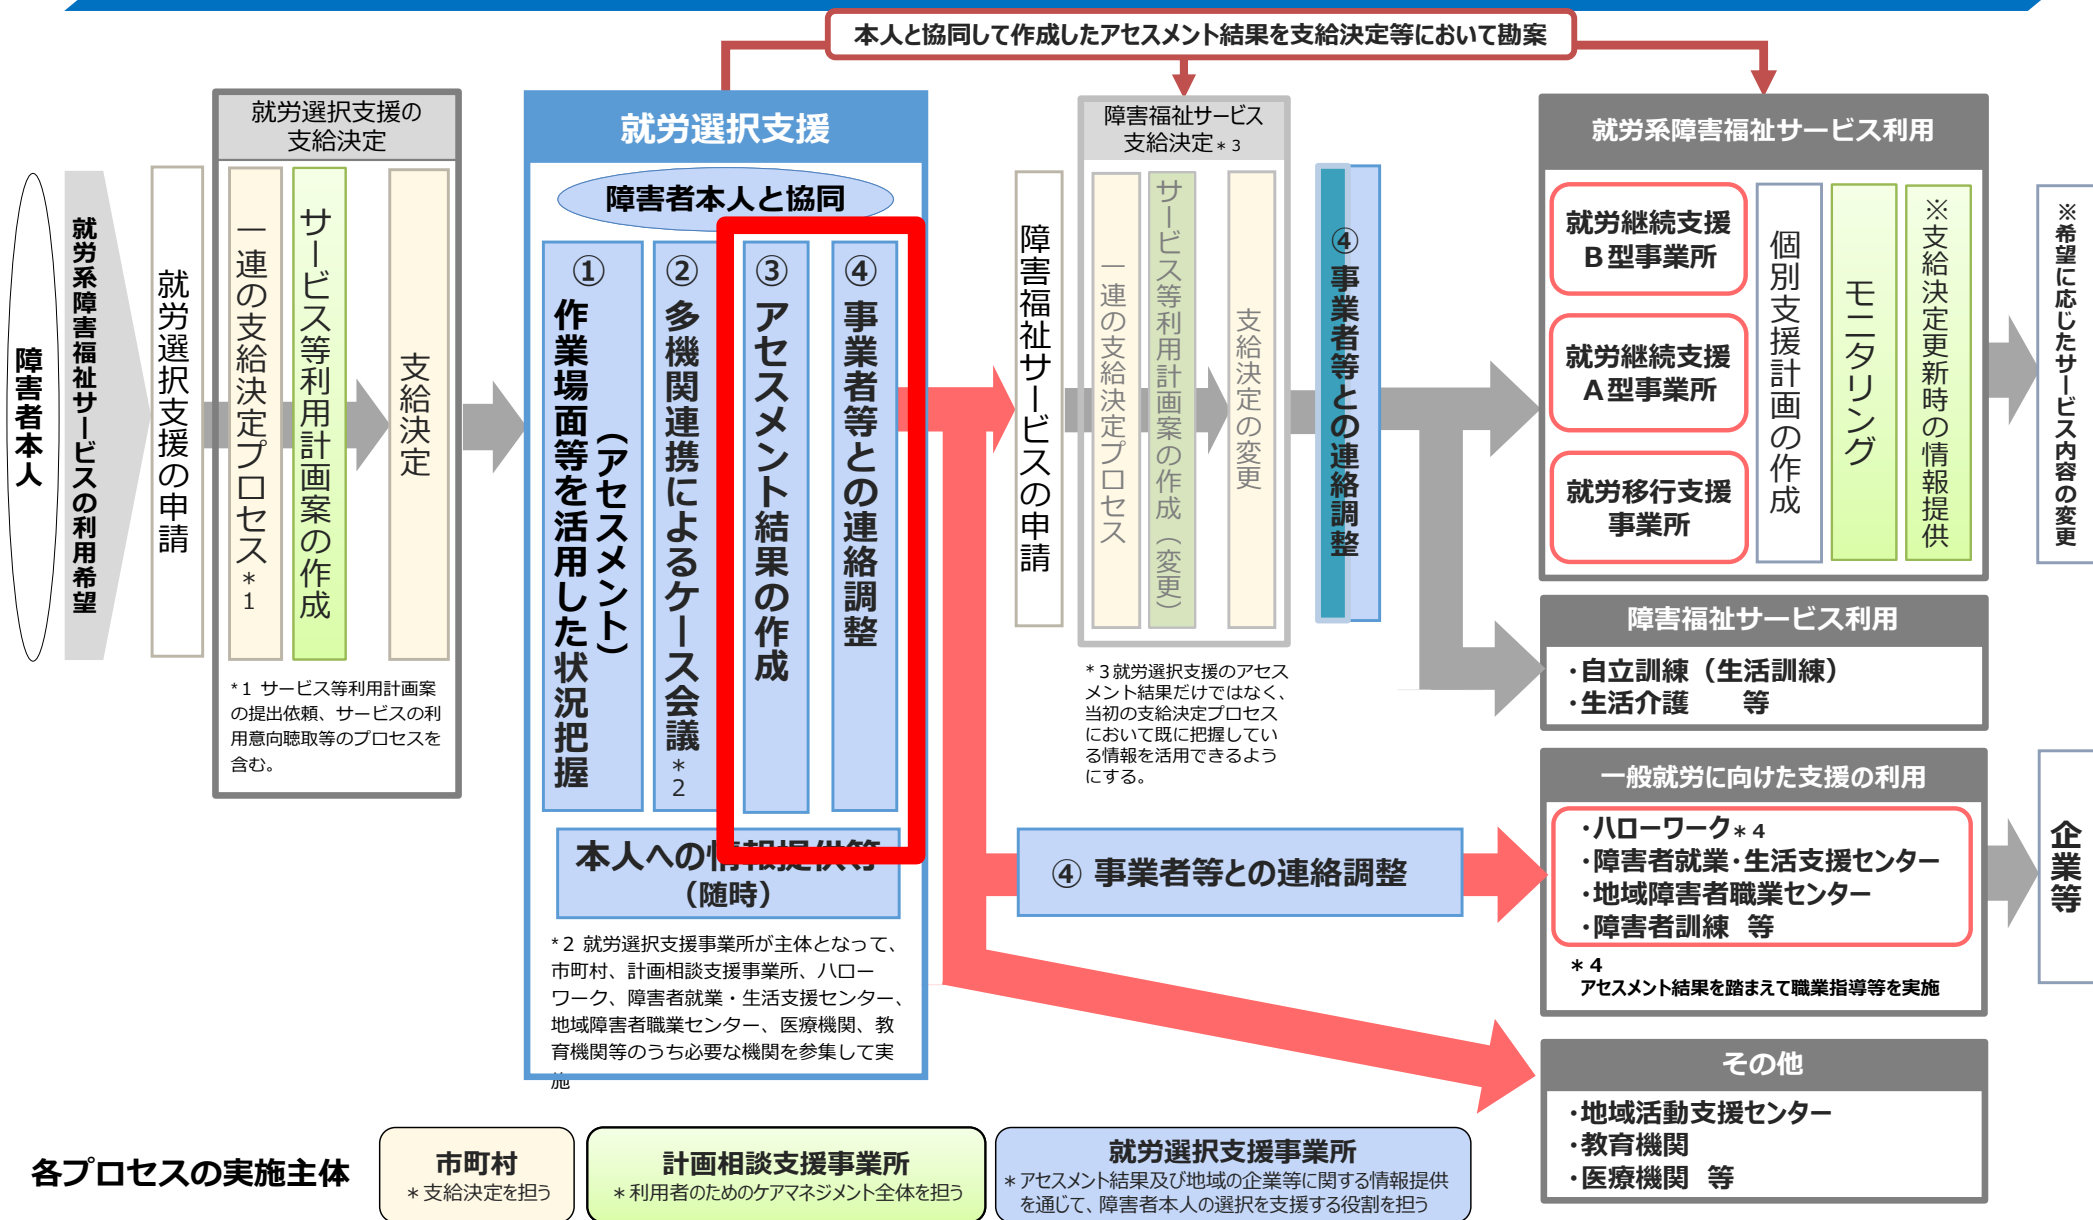 本人と協同して作成したアセスメント結果を支給決定等において勘案
障害者本人
就労系障害福祉サービスの利用希望
就労選択支援の申請
就労選択支援の
支給決定
一連の支給決定プロセス*1
サービス等利用計画案の作成
支給決定
*1 サービス等利用計画案
の提出依頼、サービスの利
用意向聴取等のプロセスを
含む。
就労選択支援
障害者本人と協同
① 作業場面等を活用した状況把握
(アセスメント)
② 多機関連携によるケース会議*2
③ アセスメント結果の作成
④ 事業者等との連絡調整
本人への情報提供等
(随時)
*2 就労選択支援事業所が主体となって、
市町村、計画相談支援事業所、ハロー
ワーク、障害者就業・生活支援センター、
地域障害者職業センター、医療機関、教
育機関等のうち必要な機関を参集して実
施
障害福祉サービスの申請
障害福祉サービス
支給決定*3
一連の支給決定プロセス
サービス等利用計画案の作成(変更)
支給決定の変更
*3就労選択支援のアセス
メント結果だけではなく、
当初の支給決定プロセス
において既に把握してい
る情報を活用できるよう
にする。
④ 事業者等との連絡調整
④ 事業者等との連絡調整
就労系障害福祉サービス利用
就労継続支援
B型事業所
就労継続支援
A型事業所
就労移行支援
事業所
個別支援計画の作成
モニタリング
※支給決定更新時の情報提供
※希望に応じたサービス内容の変更
障害福祉サービス利用
・自立訓練(生活訓練)
・生活介護 等
一般就労に向けた支援の利用
・ハローワーク*4
・障害者就業・生活支援センター
・地域障害者職業センター
・障害者訓練 等
*4
アセスメント結果を踏まえて職業指導等を実施
企業等
その他
・地域活動支援センター
・教育機関
・医療機関 等
各プロセスの実施主体
市町村
*支給決定を担う
計画相談支援事業所
*利用者のためのケアマネジメント全体を担う
就労選択支援事業所
*アセスメント結果及び地域の企業等に関する情報提供
を通じて、障害者本人の選択を支援する役割を担う